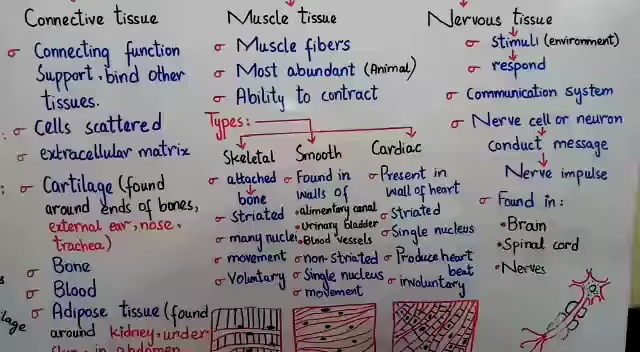 Connective tissue
Connecting function
Support, bind other
tissues.
Cells scattered
extracellular matrix
Cartilage (found
around ends of bones,
external ear, nose,
trachea)
Bone
Blood
Adipose tissue (found
around kidney, under
in abdomen
lage
Muscle tissue
Muscle fibers
Most abundant (Animal)
Ability to contract
Types:
Skeletal
attached
bone
Striated
many nuclei
movement
Voluntary
Smooth
Found in
walls of
alimentary canal
Urinary bladder
Blood vessels
non-striated
Single nucleus
movement
Cardiac
Present in
wall of heart
Striated
Single nucleus
Produce heart
beat
involuntary
Nervous tissue
stimuli (environment)
respond
Communication system
Nerve cell or neuron
conduct message
Nerve impulse
Found in:
Brain
Spinal cord
Nerves